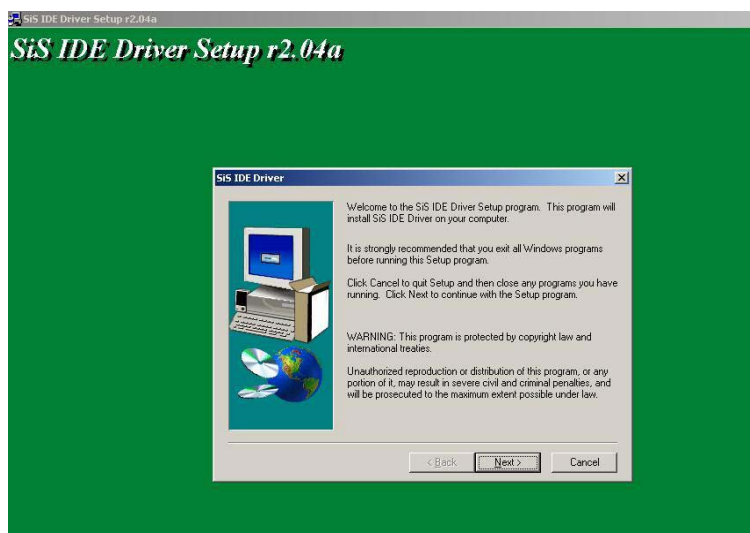 SiS IDE Driver Setup r2.04a
SiS IDE Driver Setup r2.04a
SiS IDE Driver
Welcome to the SiS IDE Driver Setup program. This program will
install SiS IDE Driver on your computer.
It is strongly recommended that you exit all Windows programs
before running this Setup program.
Click Cancel to quit Setup and then close any programs you have
running. Click Next to continue with the Setup program.
WARNING: This program is protected by copyright law and
international treaties.
Unauthorized reproduction or distribution of this program, or any
portion of it, may result in severe civil and criminal penalties, and
will be prosecuted to the maximum extent possible under law.
< Back Next > Cancel